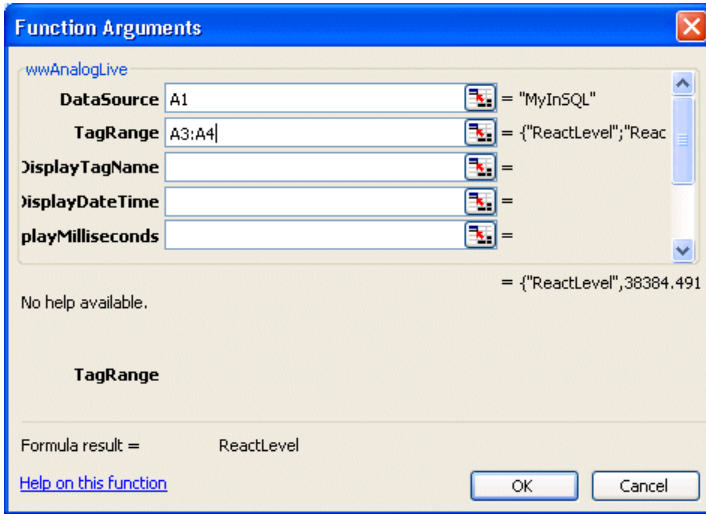 Function Arguments
wwAnalogLive
DataSource A1 = "MyInSQL"
TagRange A3:A4 = {"ReactLevel";"Reac
DisplayTagName =
DisplayDateTime =
playMilliseconds =
= {"ReactLevel",38384.491
No help available.
TagRange
Formula result = ReactLevel
Help on this function
OK Cancel